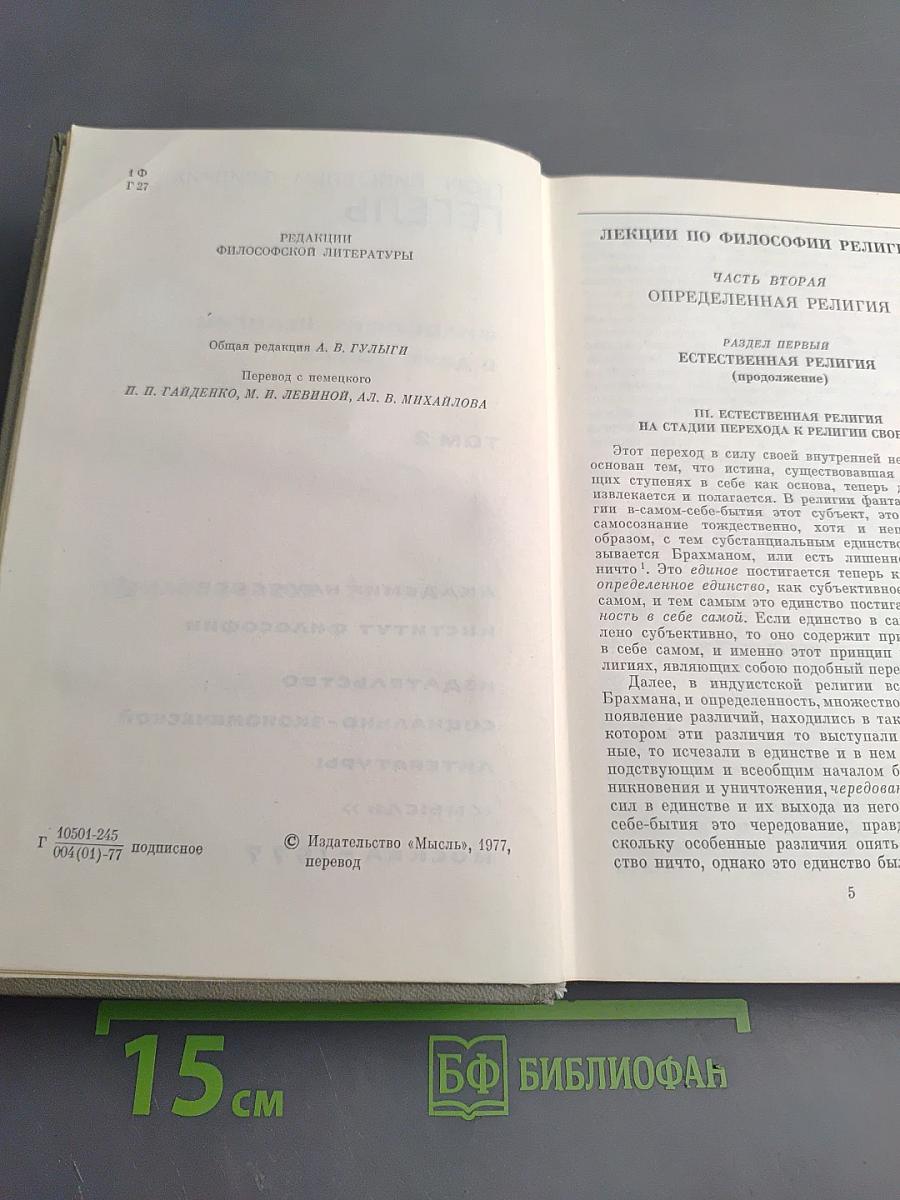 1 Ф
Г 27
РЕДАКЦИИ
ФИЛОСОФСКОЙ ЛИТЕРАТУРЫ
Общая редакция А. В. ГУЛЫГИ
Перевод с немецкого
П. П. ГАЙДЕНКО, М. И. ЛЕВИНОЙ, АЛ. В. МИХАЙЛОВА
ТОМ 2
Г 10501-245
004(01)-77 подписное
© Издательство «Мысль», 1977,
перевод
ЛЕКЦИИ ПО ФИЛОСОФИИ РЕЛИГИ
ЧАСТЬ ВТОРАЯ
ОПРЕДЕЛЕННАЯ РЕЛИГИЯ
РАЗДЕЛ ПЕРВЫЙ
ЕСТЕСТВЕННАЯ РЕЛИГИЯ
(продолжение)
III. ЕСТЕСТВЕННАЯ РЕЛИГИЯ
НА СТАДИИ ПЕРЕХОДА К РЕЛИГИИ СВОБ
Этот переход в силу своей внутренней не
основан тем, что истина, существовавшая
щих ступенях в себе как основа, теперь д
извлекается и полагается. В религии фанта
гии в-самом-себе-бытия этот субъект, это
самосознание тождественно, хотя и неп
образом, с тем субстанциальным единство
зывается Брахманом, или есть лишенно
ничто¹. Это единое постигается теперь к
определенное единство, как субъективное
самом, и тем самым это единство постига
ность в себе самой. Если единство в са
лено субъективно, то оно содержит при
в себе самом, и именно этот принцип
лигиях, являющих собою подобный пере
Далее, в индуистской религии вс
Брахмана, и определенность, множество
появление различий, находились в так
котором эти различия то выступали
ные, то исчезали в единстве и в нем
подствующим и всеобщим началом б
никновения и уничтожения, чередован
сил в единстве и их выхода из него
себе-бытия это чередование, правд
скольку особенные различия опять
ство ничто, однако это единство был
5
15 см
БФ БИБЛИОФАН